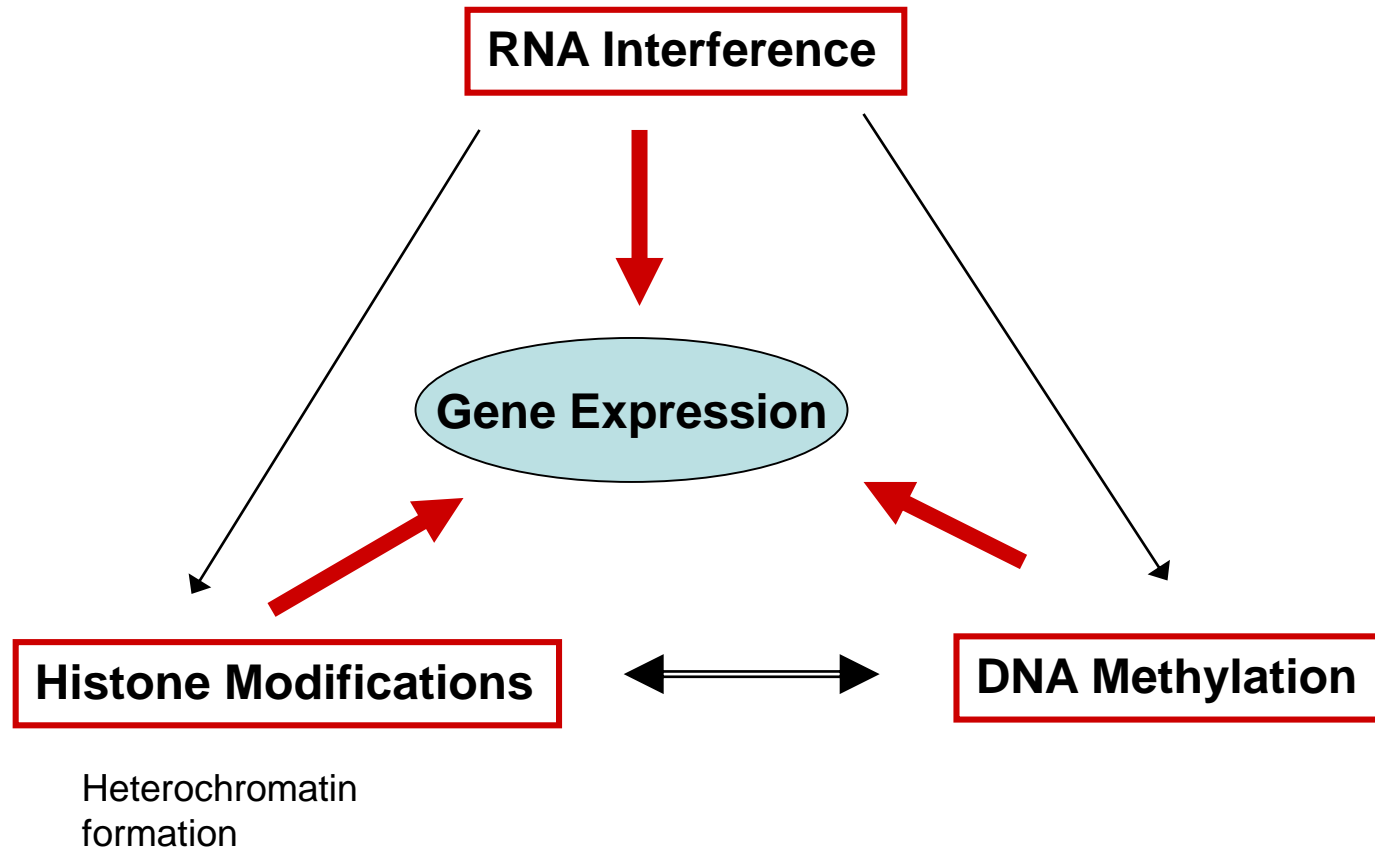 RNA Interference
Gene Expression
Histone Modifications
DNA Methylation
Heterochromatin
formation